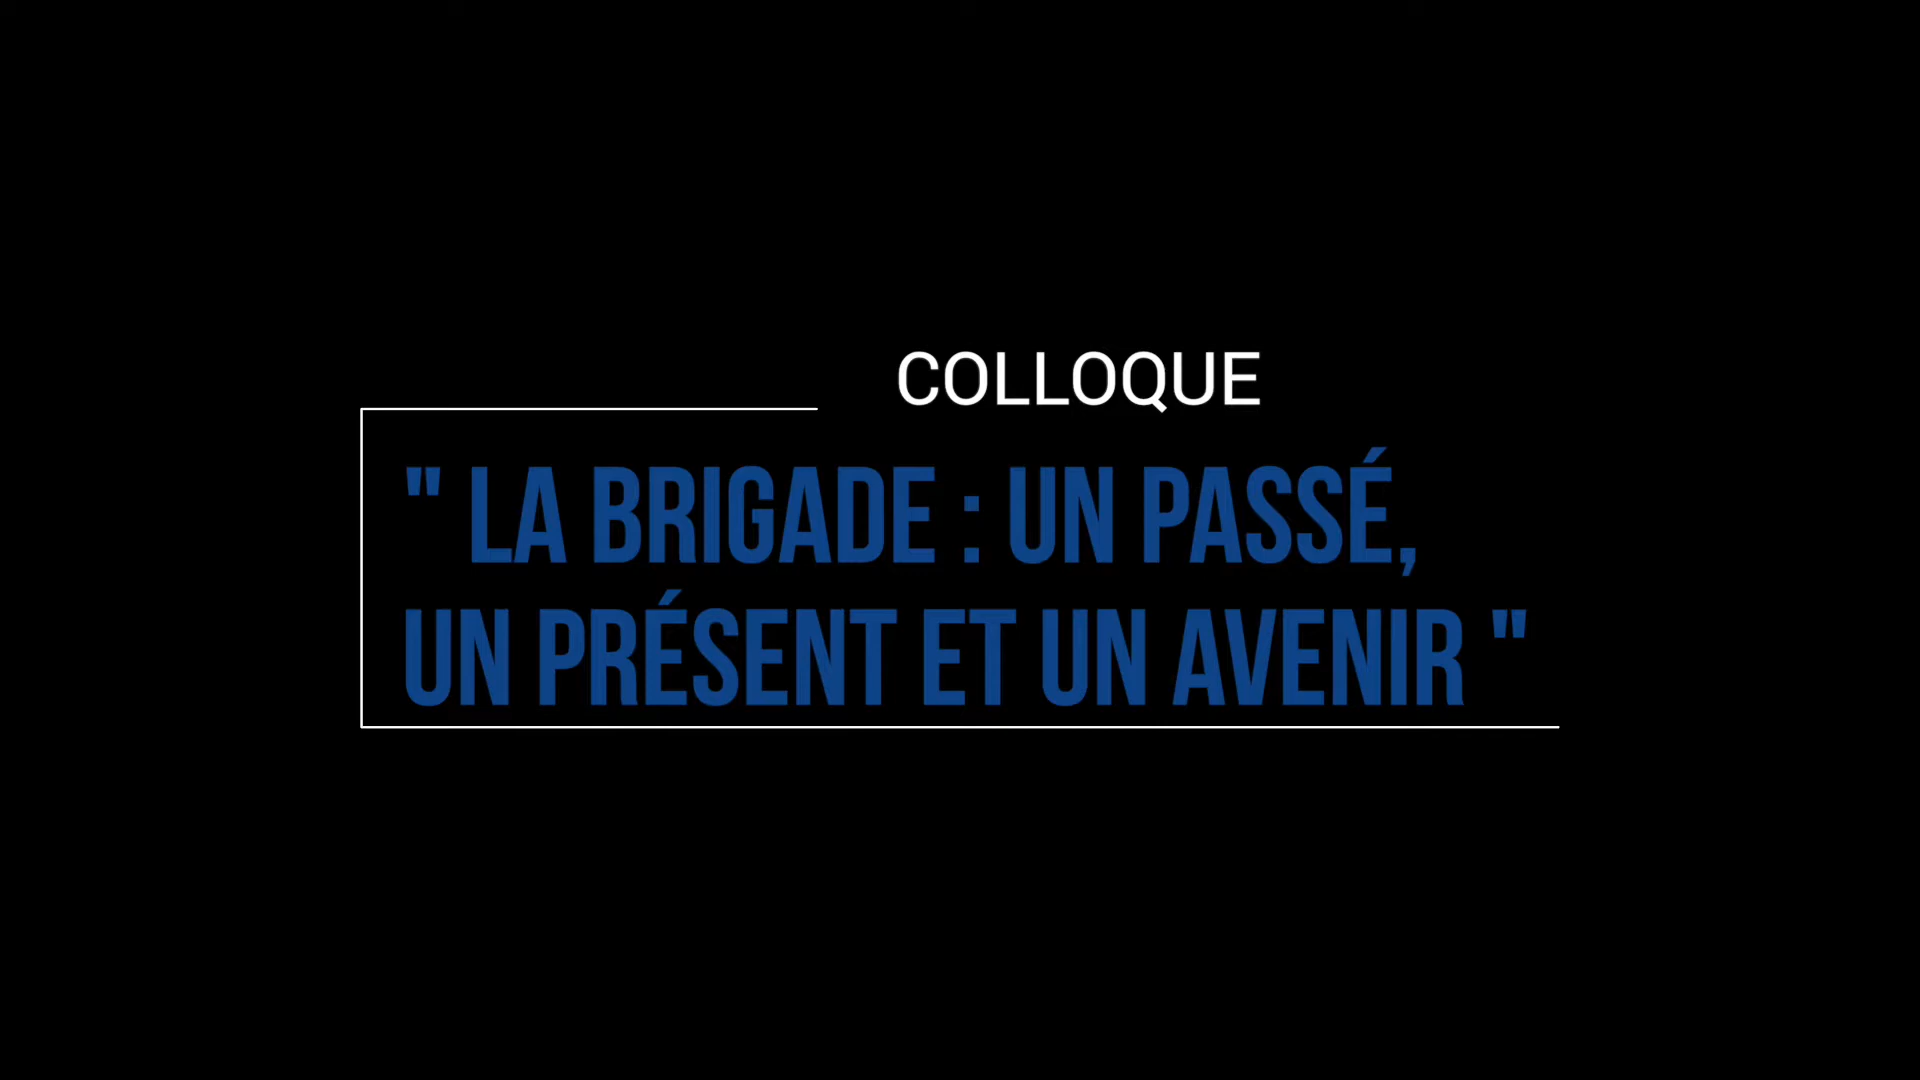 COLLOQUE
" LA BRIGADE : UN PASSÉ,
UN PRÉSENT ET UN AVENIR "